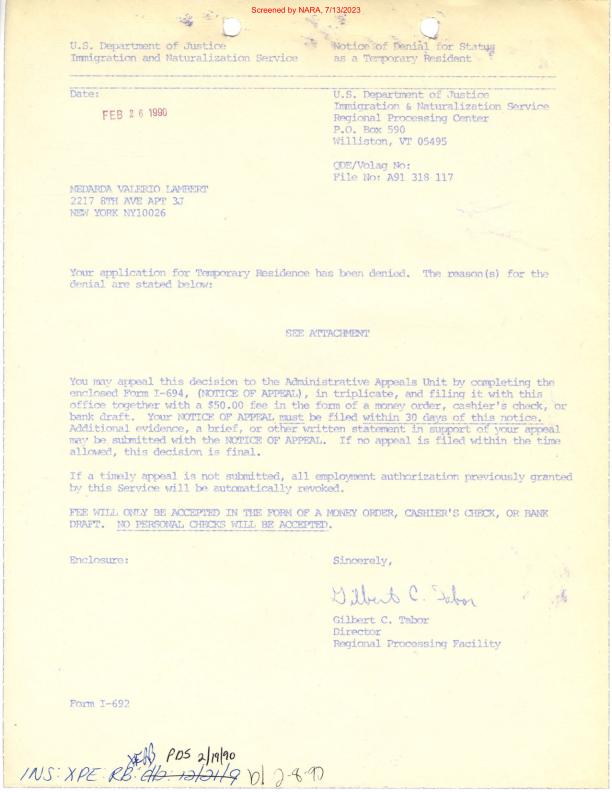 Screened by NARA, 7/13/2023
U.S. Department of Justice
Immigration and Naturalization Service
Notice of Denial for Status
as a Temporary Resident
Date:
FEB 26 1990
U.S. Department of Justice
Immigration & Naturalization Service
Regional Processing Center
P.O. Box 590
Williston, VT 05495
QDE/Volag No:
File No: A91 318 117
MEDARDA VALERIO LAMBERT
2217 8TH AVE APT 3J
NEW YORK NY10026
Your application for Temporary Residence has been denied. The reason(s) for the
denial are stated below:
SEE ATTACHMENT
You may appeal this decision to the Administrative Appeals Unit by completing the
enclosed Form I-694, (NOTICE OF APPEAL), in triplicate, and filing it with this
office together with a $50.00 fee in the form of a money order, cashier's check, or
bank draft. Your NOTICE OF APPEAL must be filed within 30 days of this notice.
Additional evidence, a brief, or other written statement in support of your appeal
may be submitted with the NOTICE OF APPEAL. If no appeal is filed within the time
allowed, this decision is final.
If a timely appeal is not submitted, all employment authorization previously granted
by this Service will be automatically revoked.
FEE WILL ONLY BE ACCEPTED IN THE FORM OF A MONEY ORDER, CASHIER'S CHECK, OR BANK
DRAFT. NO PERSONAL CHECKS WILL BE ACCEPTED.
Enclosure:
Sincerely,
Gilbert C. Tabor
Gilbert C. Tabor
Director
Regional Processing Facility
Form I-692
PDS 2/19/90
INS: XPE: RB: 2-8-90